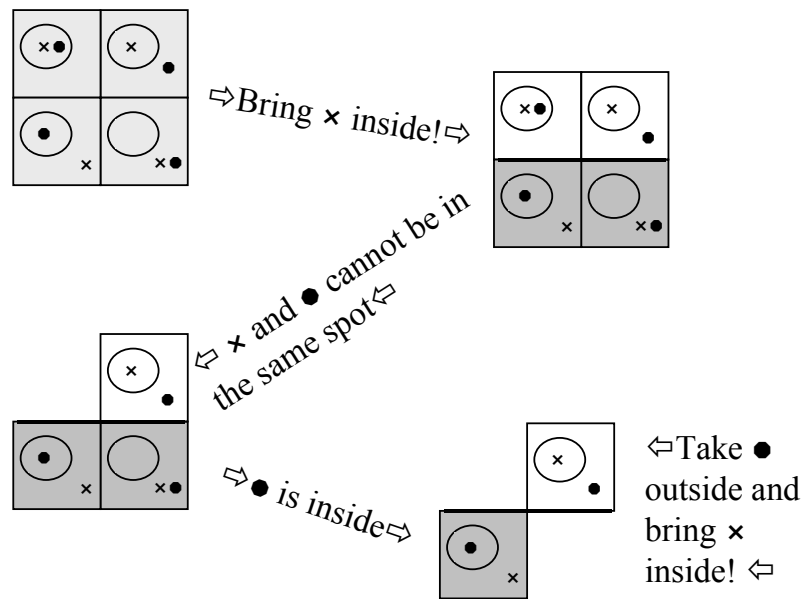 ⇨Bring × inside!⇨
⇦ × and ● cannot be in
the same spot⇦
⇨● is inside⇨
⇦Take ●
outside and
bring ×
inside! ⇦